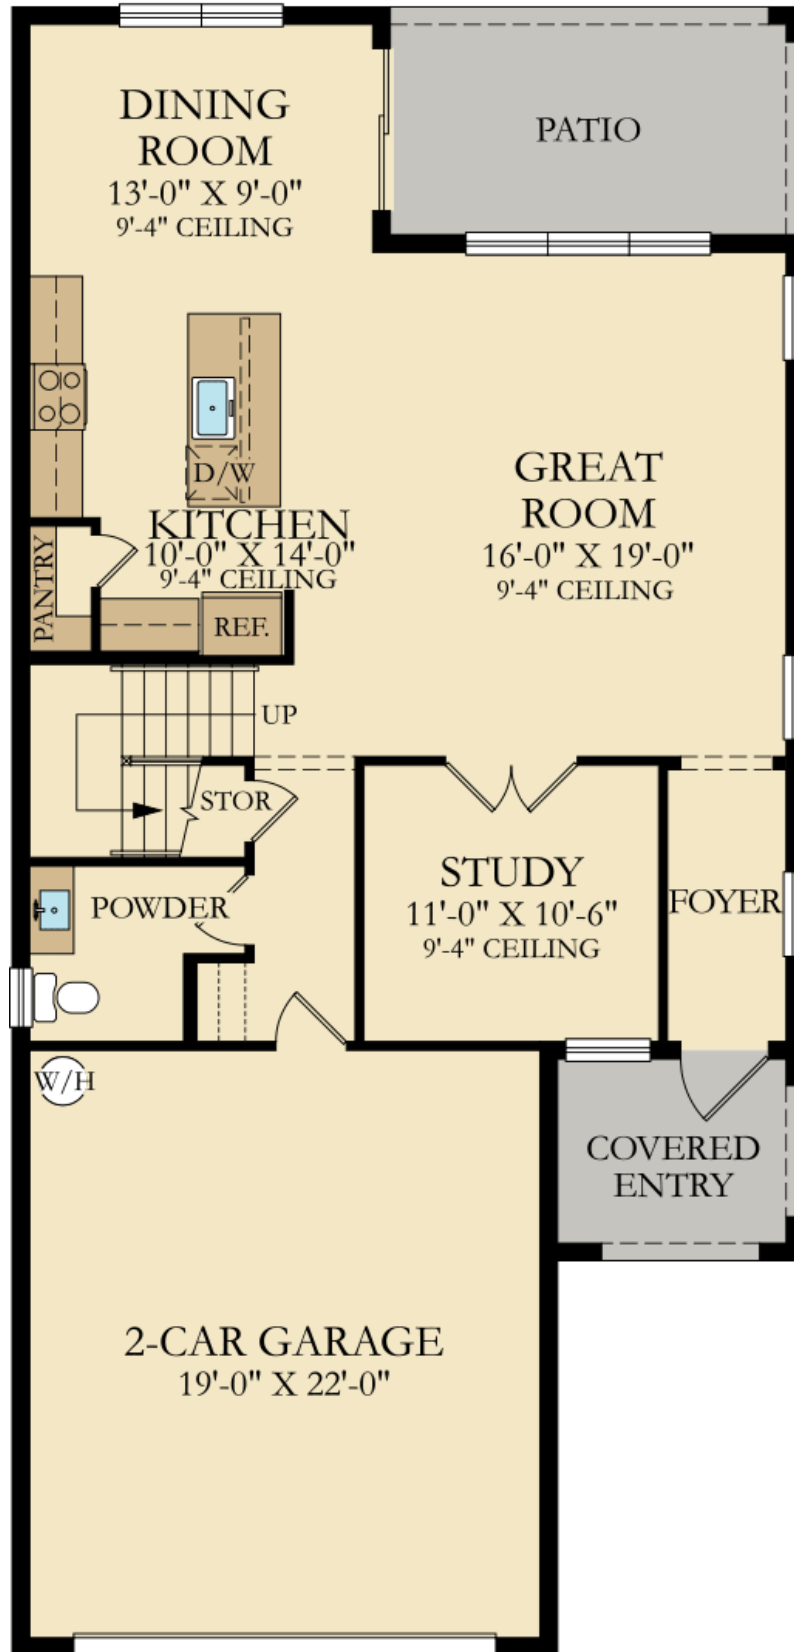 DINING
ROOM
13'-0" X 9'-0"
9'-4" CEILING
PATIO
D/W
KITCHEN
10'-0" X 14'-0"
9'-4" CEILING
GREAT
ROOM
16'-0" X 19'-0"
9'-4" CEILING
PANTRY
REF.
UP
STOR
POWDER
STUDY
11'-0" X 10'-6"
9'-4" CEILING
FOYER
W/H
COVERED
ENTRY
2-CAR GARAGE
19'-0" X 22'-0"